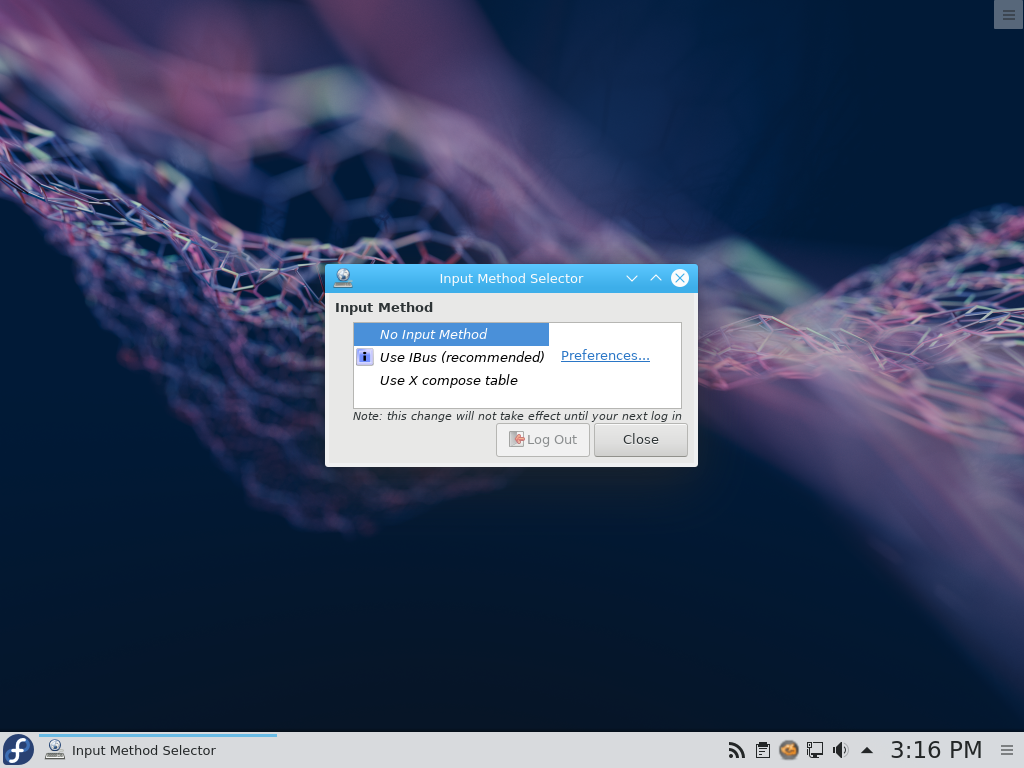 Input Method Selector
Input Method
No Input Method
Use IBus (recommended) Preferences...
Use X compose table
Note: this change will not take effect until your next log in
Log Out Close
Input Method Selector 3:16 PM